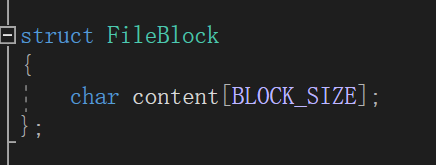 struct FileBlock
{
char content[BLOCK_SIZE];
};